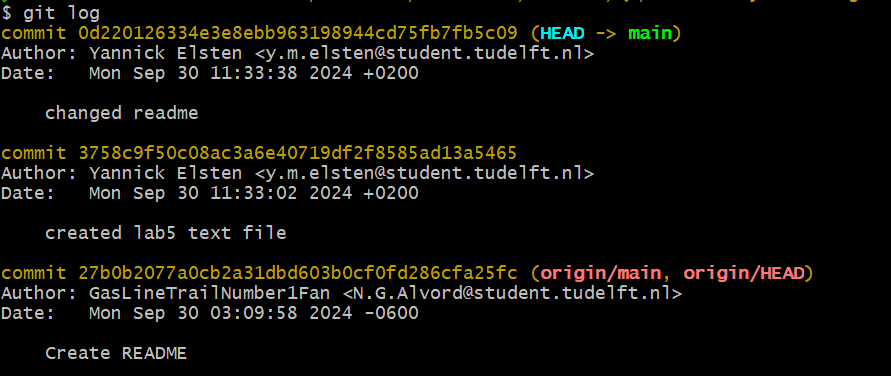 $ git log
commit 0d220126334e3e8ebb963198944cd75fb7fb5c09 (HEAD -> main)
Author: Yannick Elsten <y.m.elsten@student.tudelft.nl>
Date:   Mon Sep 30 11:33:38 2024 +0200
changed readme
commit 3758c9f50c08ac3a6e40719df2f8585ad13a5465
Author: Yannick Elsten <y.m.elsten@student.tudelft.nl>
Date:   Mon Sep 30 11:33:02 2024 +0200
created lab5 text file
commit 27b0b2077a0cb2a31dbd603b0cf0fd286cfa25fc (origin/main, origin/HEAD)
Author: GasLineTrailNumber1Fan <N.G.Alvord@student.tudelft.nl>
Date:   Mon Sep 30 03:09:58 2024 -0600
Create README